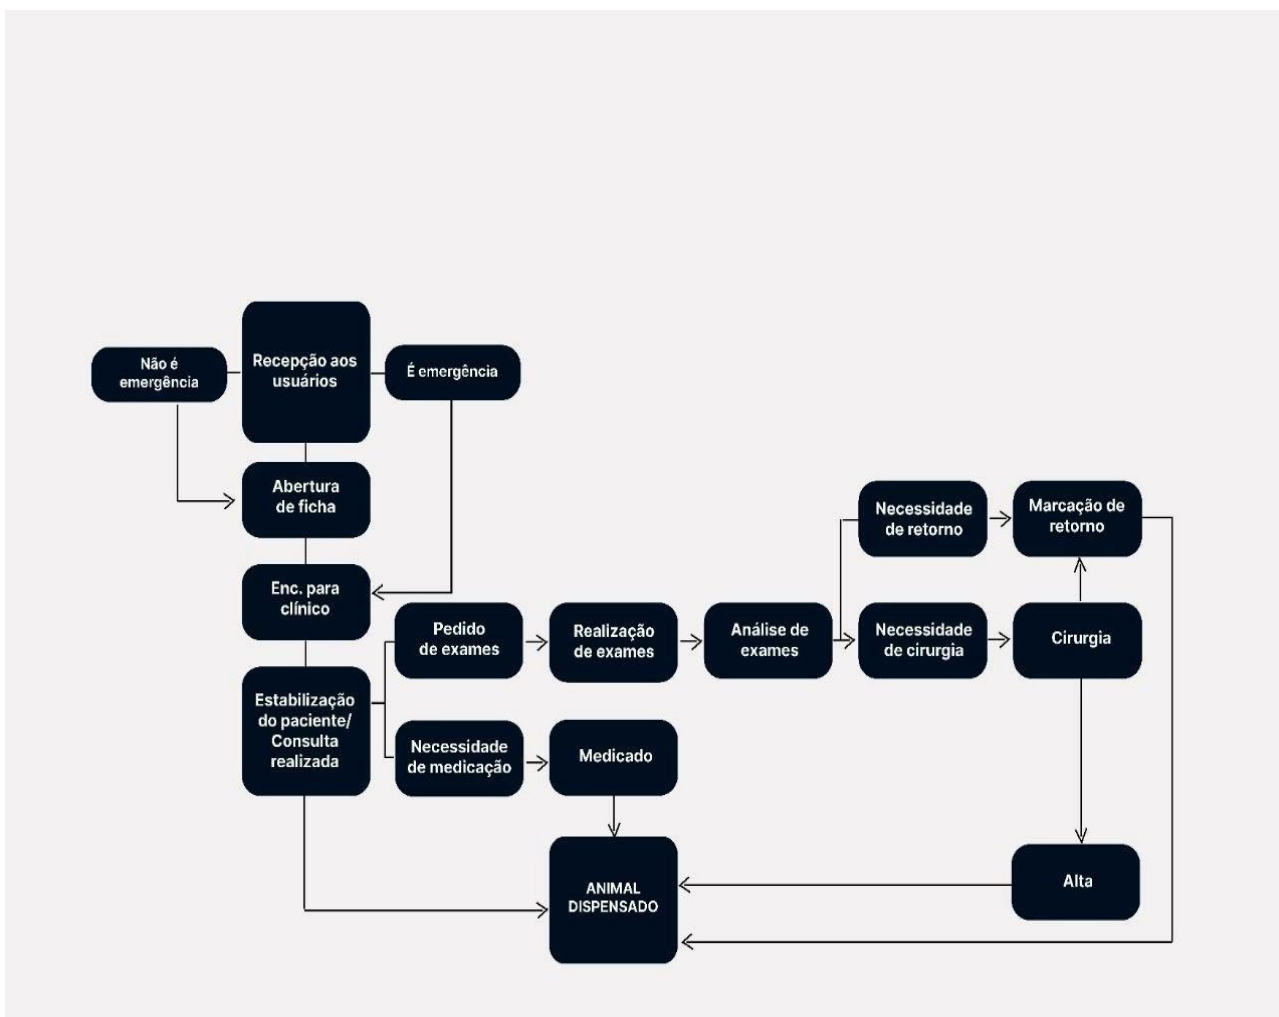 Recepção aos
usuários
Não é
emergência
É emergência
Abertura
de ficha
Enc. para
clínico
Estabilização
do paciente/
Consulta
realizada
Pedido
de exames
Realização
de exames
Análise de
exames
Necessidade
de retorno
Marcação de
retorno
Necessidade
de cirurgia
Cirurgia
Necessidade
de medicação
Medicado
ANIMAL
DISPENSADO
Alta